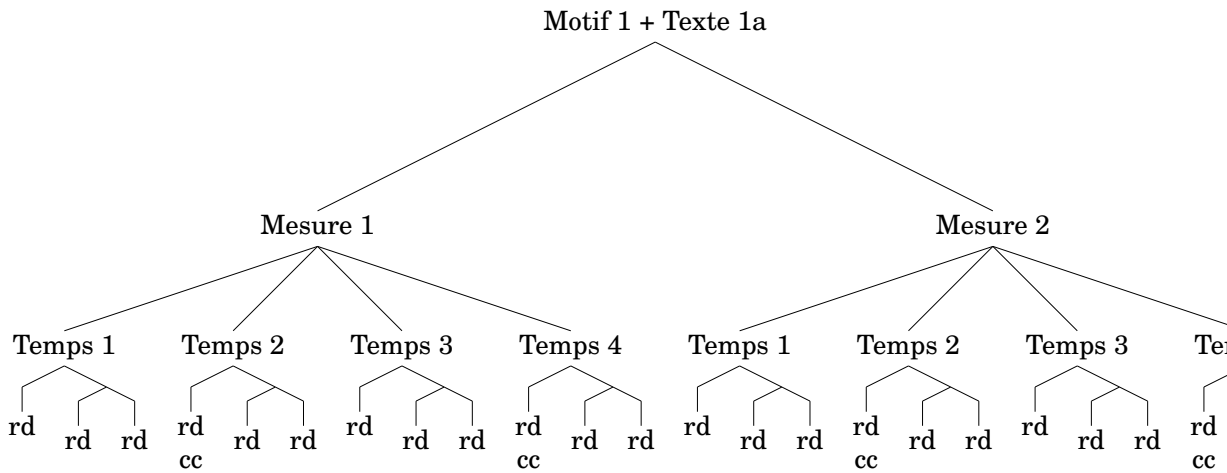 Motif 1 + Texte 1a
Mesure 1 Mesure 2
Temps 1 Temps 2 Temps 3 Temps 4 Temps 1 Temps 2 Temps 3
rd rd rd rd rd rd rd rd rd rd rd rd rd rd rd rd rd rd rd rd rd rd
cc cc cc cc